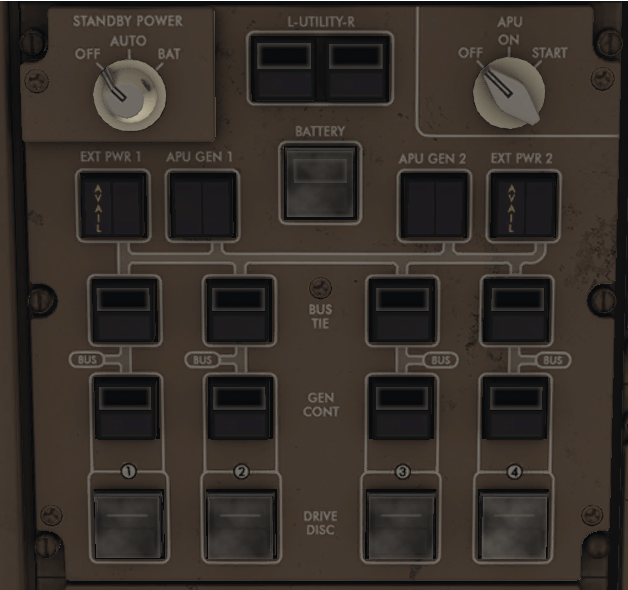 STANDBY POWER
OFF AUTO BAT
L-UTILITY-R
APU
OFF ON START
BATTERY
EXT PWR 1
APU GEN 1
APU GEN 2
EXT PWR 2
AVAIL
AVAIL
BUS
TIE
BUS
BUS
BUS
BUS
GEN
CONT
1
2
3
4
DRIVE
DISC